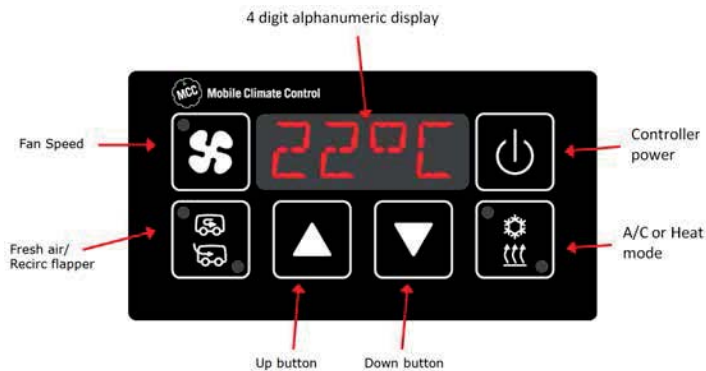 4 digit alphanumeric display
MCC Mobile Climate Control
Fan Speed
22°C
Controller
power
Fresh air/
Recirc flapper
A/C or Heat
mode
Up button
Down button